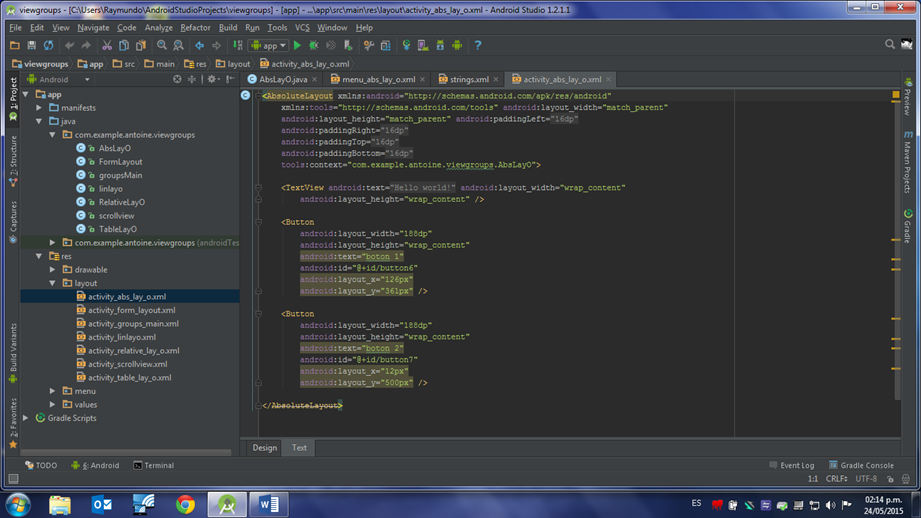 viewgroups - [C:\Users\Raymundo\AndroidStudioProjects\viewgroups] - [app] - ...\app\src\main\res\layout\activity_abs_lay_o.xml - Android Studio 1.2.1.1
File Edit View Navigate Code Analyze Refactor Build Run Tools VCS Window Help
app
viewgroups app src main res layout activity_abs_lay_o.xml
Android
AbsLayO.java menu_abs_lay_o.xml strings.xml activity_abs_lay_o.xml
1: Project
7: Structure
Captures
Build Variants
2: Favorites
app
manifests
java
com.example.antoine.viewgroups
AbsLayO
FormLayout
groupsMain
linlayo
RelativeLayO
scrollview
TableLayO
com.example.antoine.viewgroups (androidTes
res
drawable
layout
activity_abs_lay_o.xml
activity_form_layout.xml
activity_groups_main.xml
activity_linlayo.xml
activity_relative_lay_o.xml
activity_scrollview.xml
activity_table_lay_o.xml
menu
values
Gradle Scripts
<AbsoluteLayout xmlns:android="http://schemas.android.com/apk/res/android"
xmlns:tools="http://schemas.android.com/tools" android:layout_width="match_parent"
android:layout_height="match_parent" android:paddingLeft="16dp"
android:paddingRight="16dp"
android:paddingTop="16dp"
android:paddingBottom="16dp"
tools:context="com.example.antoine.viewgroups.AbsLayO">
<TextView android:text="Hello world!" android:layout_width="wrap_content"
android:layout_height="wrap_content" />
<Button
android:layout_width="188dp"
android:layout_height="wrap_content"
android:text="boton 1"
android:id="@+id/button6"
android:layout_x="126px"
android:layout_y="361px" />
<Button
android:layout_width="188dp"
android:layout_height="wrap_content"
android:text="boton 2"
android:id="@+id/button7"
android:layout_x="12px"
android:layout_y="500px" />
</AbsoluteLayout>
Preview
Maven Projects
Gradle
Design Text
TODO 6: Android Terminal Event Log Gradle Console
1:1 CRLF UTF-8
ES 02:14 p.m.
24/05/2015